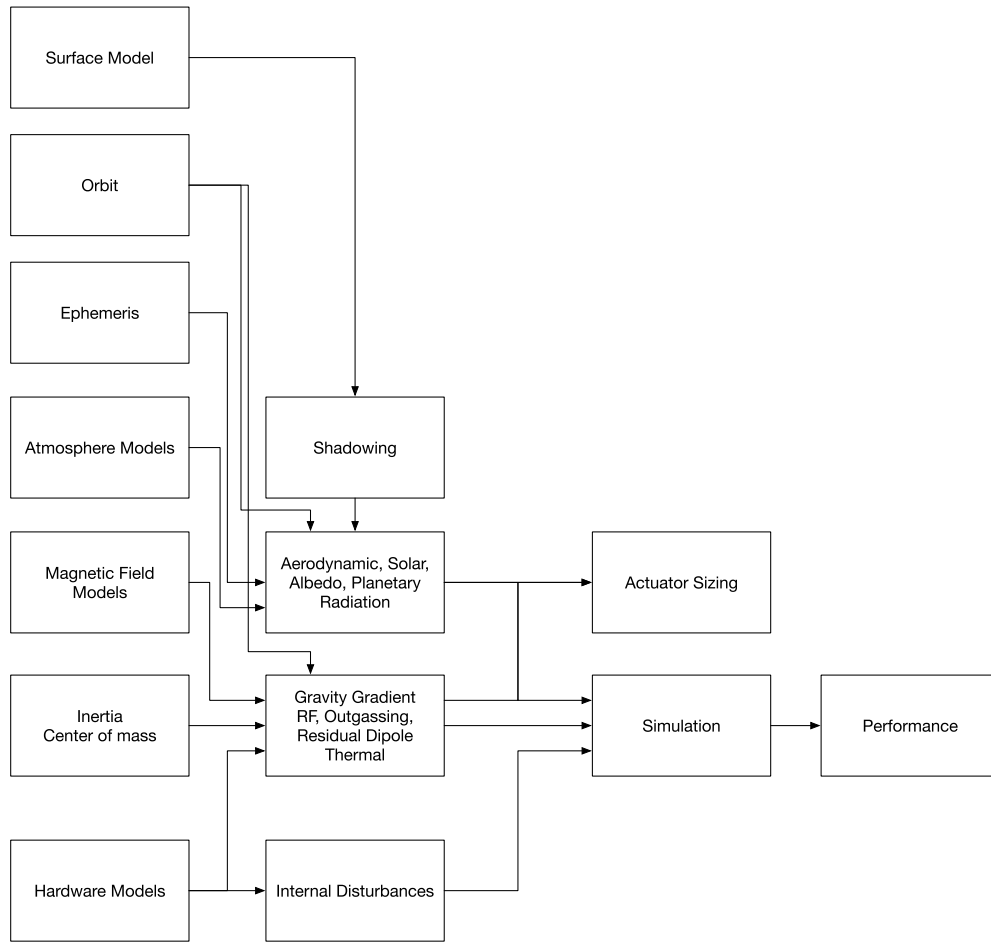 Surface Model
Orbit
Ephemeris
Atmosphere Models
Shadowing
Magnetic Field
Models
Aerodynamic, Solar,
Albedo, Planetary
Radiation
Actuator Sizing
Inertia
Center of mass
Gravity Gradient
RF, Outgassing,
Residual Dipole
Thermal
Simulation
Performance
Hardware Models
Internal Disturbances